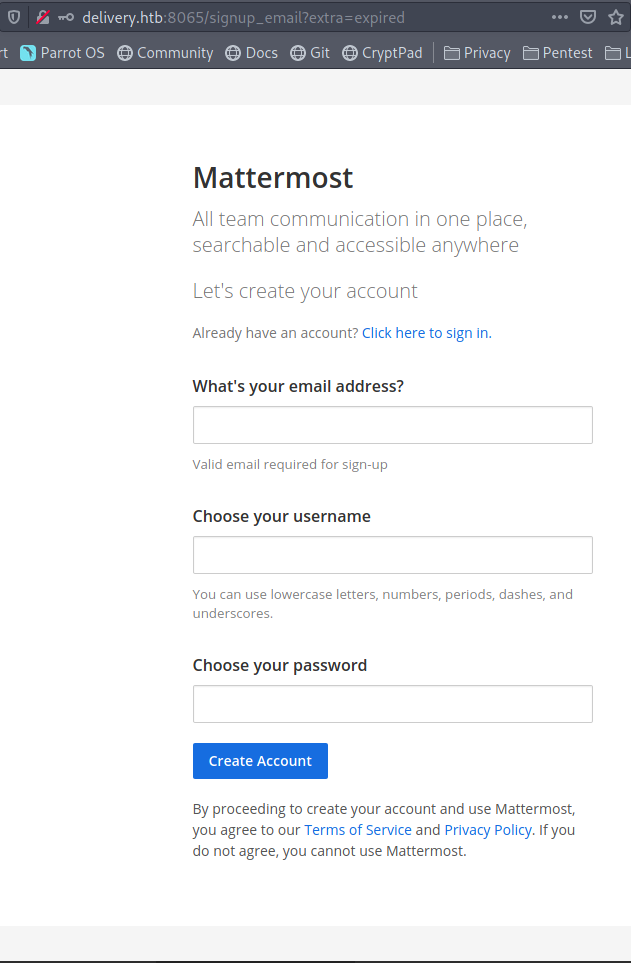 delivery.htb:8065/signup_email?extra=expired
rt Parrot OS Community Docs Git CryptPad Privacy Pentest L
Mattermost
All team communication in one place,
searchable and accessible anywhere
Let's create your account
Already have an account? Click here to sign in.
What's your email address?
Valid email required for sign-up
Choose your username
You can use lowercase letters, numbers, periods, dashes, and
underscores.
Choose your password
Create Account
By proceeding to create your account and use Mattermost,
you agree to our Terms of Service and Privacy Policy. If you
do not agree, you cannot use Mattermost.